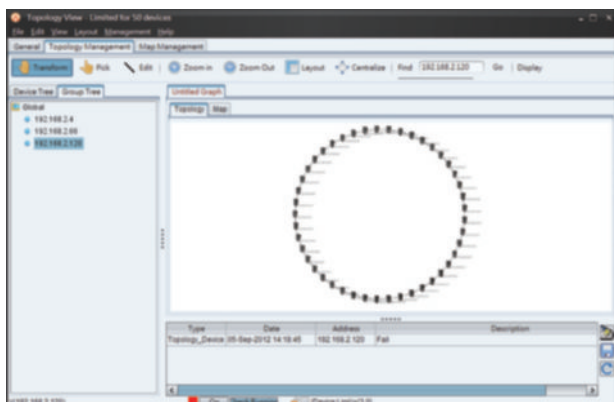 Topology View - Limited for 50 devices
File Edit View Layout Management Help
General Topology Management Map Management
Transform Pick Edit Zoom in Zoom Out Layout Centralize Find 192.168.2.120 Go Display
Device Tree Group Tree
Untitled Graph
Global
Topology Map
192.168.2.4
192.168.2.66
192.168.2.120
Type Date Address Description
Topology_Device 05-Sep-2012 14:18:45 192.168.2.120 Fail